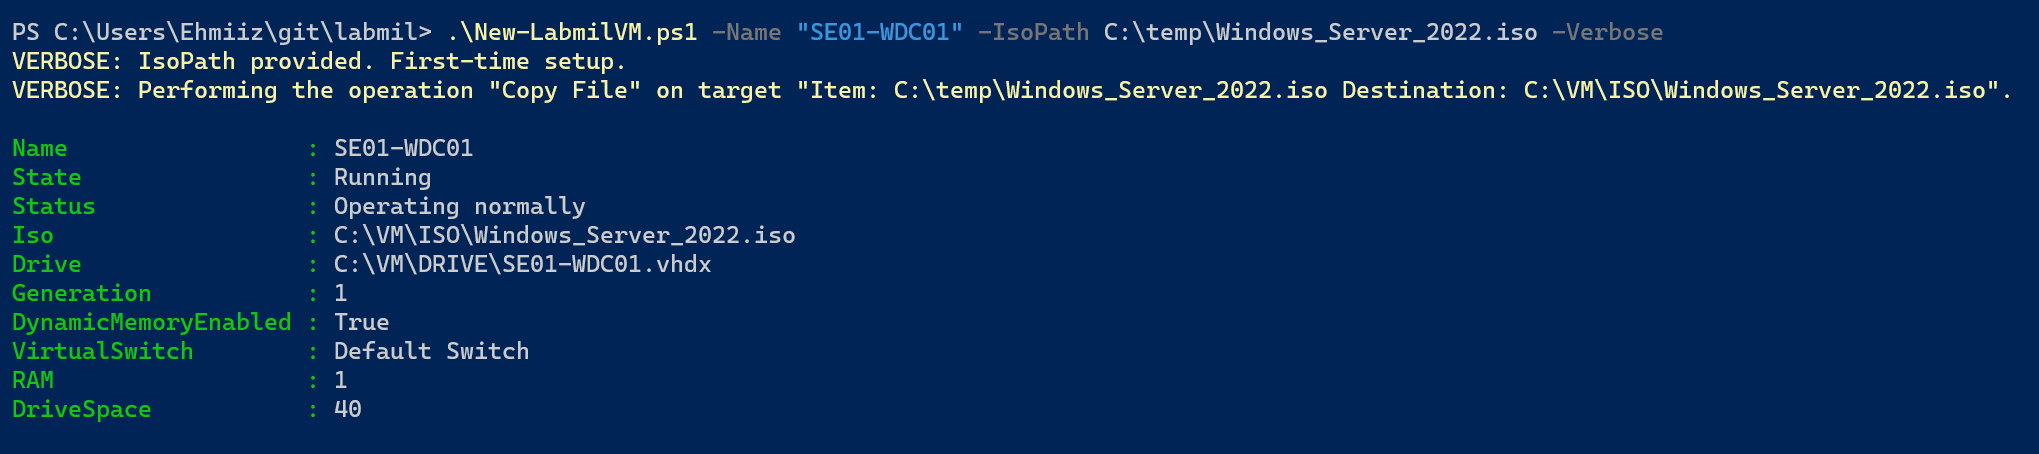 PS C:\Users\Ehmiiz\git\labmil> .\New-LabmilVM.ps1 -Name "SE01-WDC01" -IsoPath C:\temp\Windows_Server_2022.iso -Verbose
VERBOSE: IsoPath provided. First-time setup.
VERBOSE: Performing the operation "Copy File" on target "Item: C:\temp\Windows_Server_2022.iso Destination: C:\VM\ISO\Windows_Server_2022.iso".
Name                 : SE01-WDC01
State                : Running
Status               : Operating normally
Iso                  : C:\VM\ISO\Windows_Server_2022.iso
Drive                : C:\VM\DRIVE\SE01-WDC01.vhdx
Generation           : 1
DynamicMemoryEnabled : True
VirtualSwitch        : Default Switch
RAM                  : 1
DriveSpace           : 40